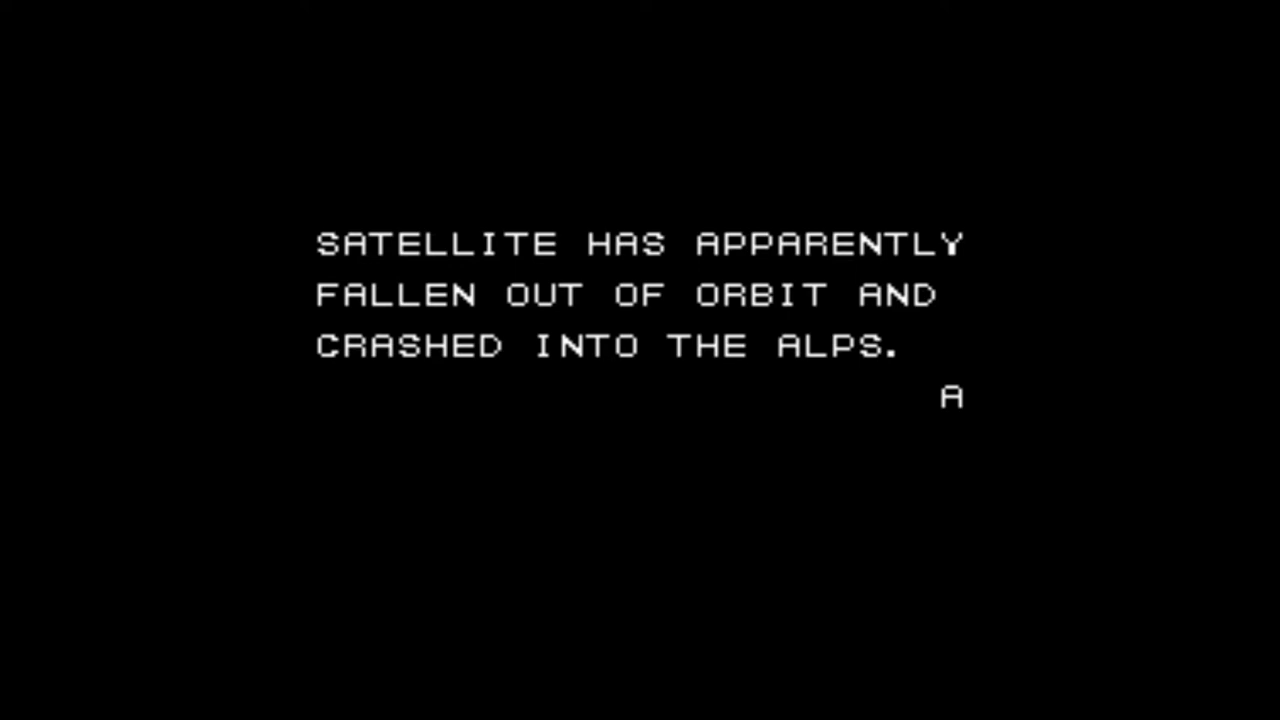 SATELLITE HAS APPARENTLY
FALLEN OUT OF ORBIT AND
CRASHED INTO THE ALPS.
A